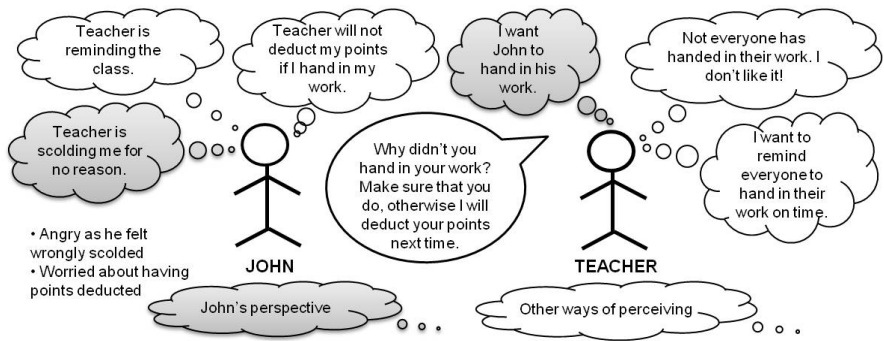 Teacher is
reminding the
class.
Teacher will not
deduct my points
if I hand in my
work.
I want
John to
hand in his
work.
Not everyone has
handed in their work. I
don't like it!
Teacher is
scolding me for
no reason.
Why didn't you
hand in your work?
Make sure that you
do, otherwise I will
deduct your points
next time.
I want to
remind
everyone to
hand in their
work on time.
• Angry as he felt
wrongly scolded
• Worried about having
points deducted
JOHN
TEACHER
John's perspective
Other ways of perceiving